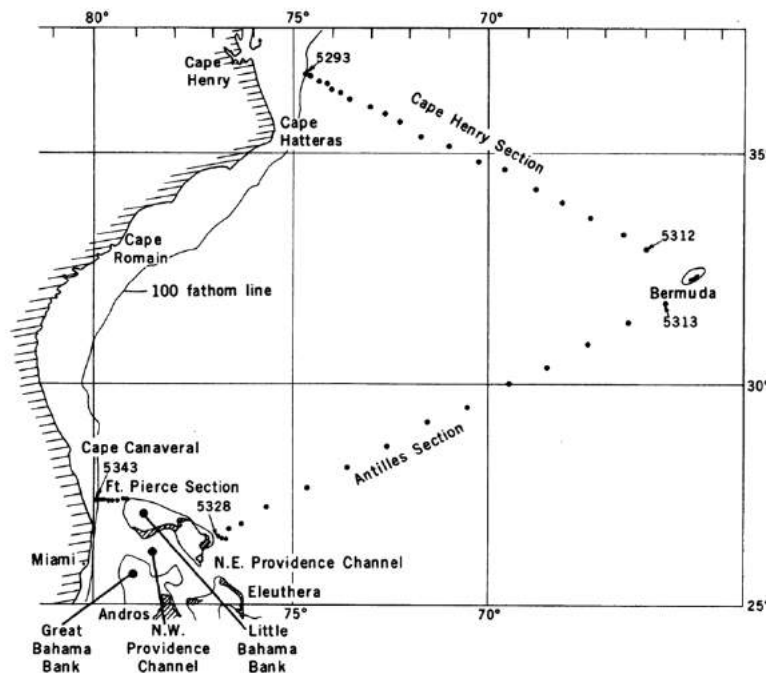 80°
75°
70°
Cape
Henry
5293
Cape Henry Section
Cape
Hatteras
35°
Cape
Romain
5312
100 fathom line
Bermuda
5313
30°
Antilles Section
Cape Canaveral
5343
Ft. Pierce Section
5328
Miami
N.E. Providence Channel
Eleuthera
Andros
75°
70°
25°
Great
Bahama
Bank
N.W.
Providence
Channel
Little
Bahama
Bank